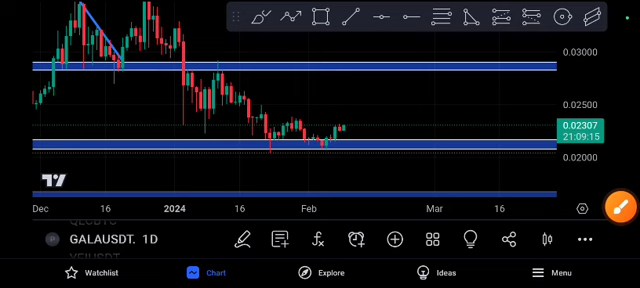 0.03000
0.02500
0.02307
21:09:15
0.02000
Dec 16 2024 16 Feb Mar 16
P GALAUSDT. 1D
Watchlist Chart Explore Ideas Menu